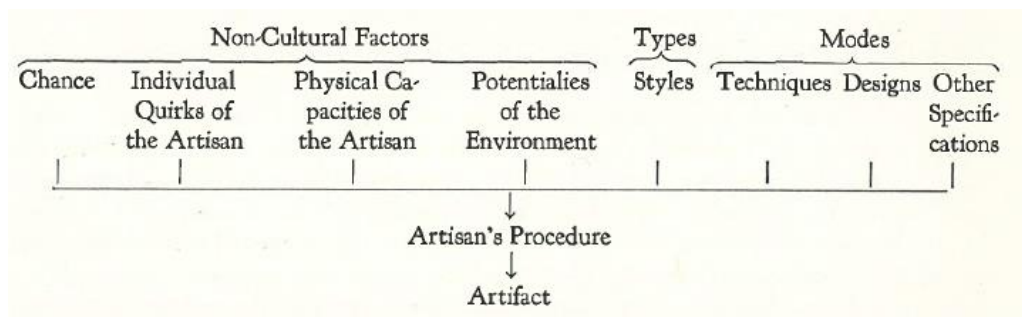 Non-Cultural Factors Types Modes
Chance Individual Physical Ca- Potentialies Styles Techniques Designs Other
Quirks of pacities of of the Specifi-
the Artisan the Artisan Environment cations
Artisan's Procedure
Artifact